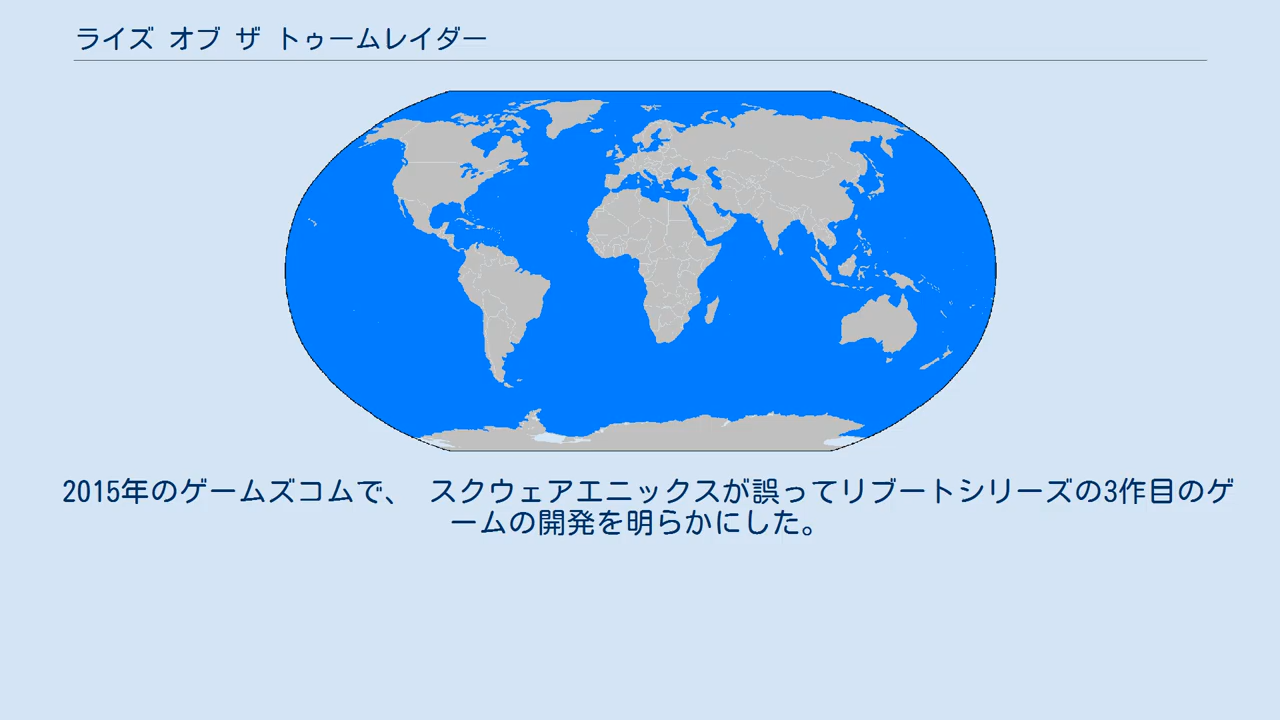 ライズ オブ ザ トゥームレイダー
2015年のゲームズコムで、 スクウェアエニックスが誤ってリブートシリーズの3作目のゲ
ームの開発を明らかにした。